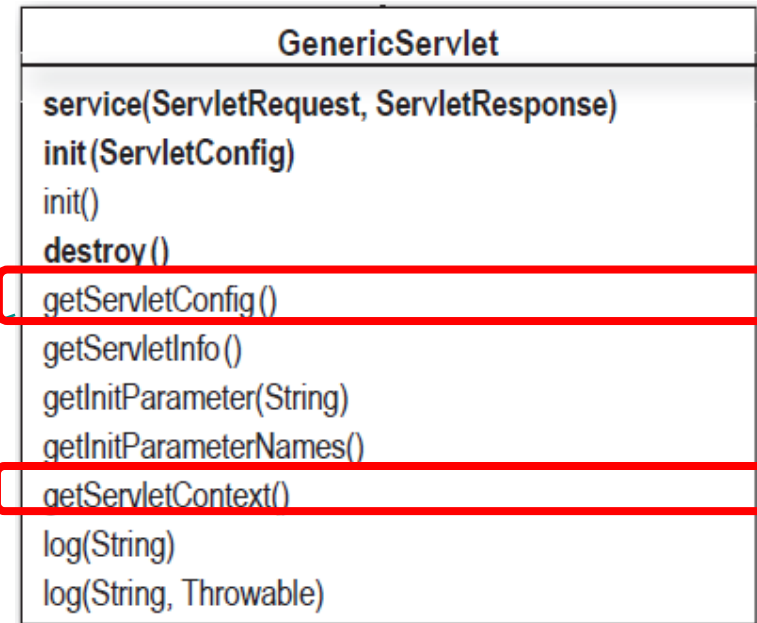 GenericServlet
service(ServletRequest, ServletResponse)
init(ServletConfig)
init()
destroy()
getServletConfig()
getServletInfo()
getInitParameter(String)
getInitParameterNames()
getServletContext()
log(String)
log(String, Throwable)